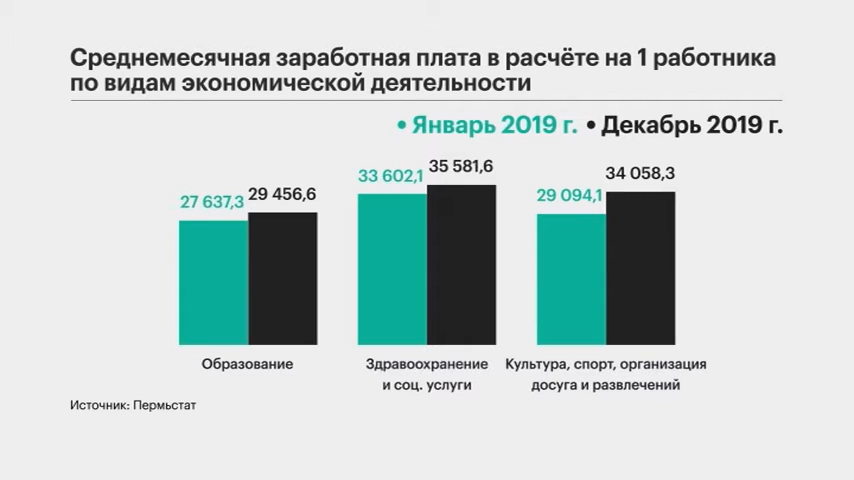 Среднемесячная заработная плата в расчёте на 1 работника
по видам экономической деятельности
• Январь 2019 г. • Декабрь 2019 г.
27 637,3 29 456,6 33 602,1 35 581,6 29 094,1 34 058,3
Образование
Здравоохранение
и соц. услуги
Культура, спорт, организация
досуга и развлечений
Источник: Пермьстат